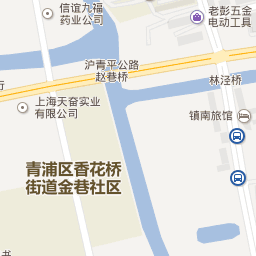 信谊九福
药业公司
老彭五金
电动工具
沪青平公路
赵巷桥
林泾桥
行
上海天奋实业
有限公司
镇南旅馆
青浦区香花桥
街道金巷社区
书